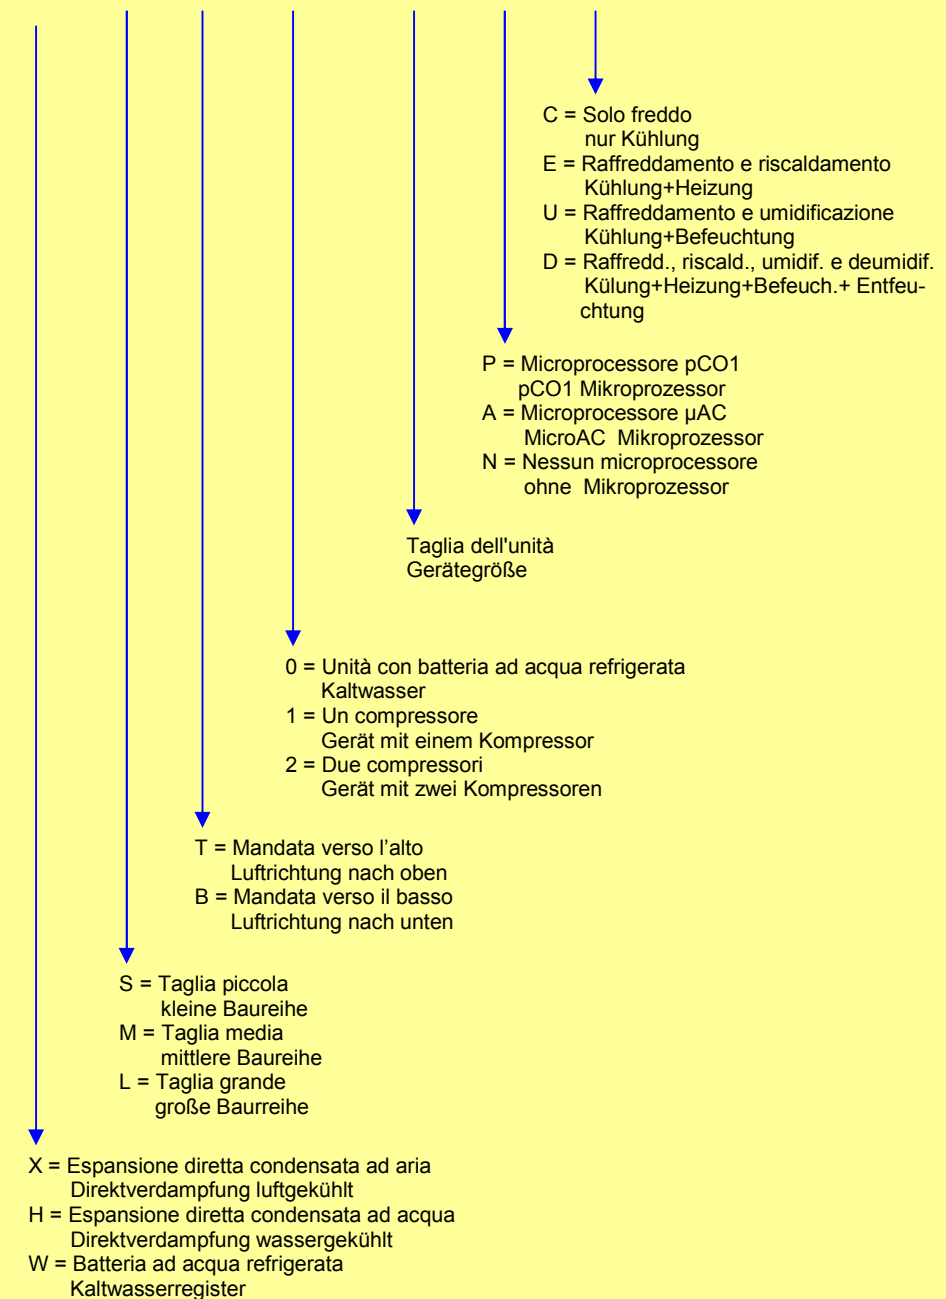 C = Solo freddo
nur Kühlung
E = Raffreddamento e riscaldamento
Kühlung+Heizung
U = Raffreddamento e umidificazione
Kühlung+Befeuchtung
D = Raffredd., riscald., umidif. e deumidif.
Külung+Heizung+Befeuch.+ Entfeu-
chtung
P = Microprocessore pCO1
pCO1 Mikroprozessor
A = Microprocessore µAC
MicroAC Mikroprozessor
N = Nessun microprocessore
ohne Mikroprozessor
Taglia dell'unità
Gerätegröße
0 = Unità con batteria ad acqua refrigerata
Kaltwasser
1 = Un compressore
Gerät mit einem Kompressor
2 = Due compressori
Gerät mit zwei Kompressoren
T = Mandata verso l’alto
Luftrichtung nach oben
B = Mandata verso il basso
Luftrichtung nach unten
S = Taglia piccola
kleine Baureihe
M = Taglia media
mittlere Baureihe
L = Taglia grande
große Baurreihe
X = Espansione diretta condensata ad aria
Direktverdampfung luftgekühlt
H = Espansione diretta condensata ad acqua
Direktverdampfung wassergekühlt
W = Batteria ad acqua refrigerata
Kaltwasserregister